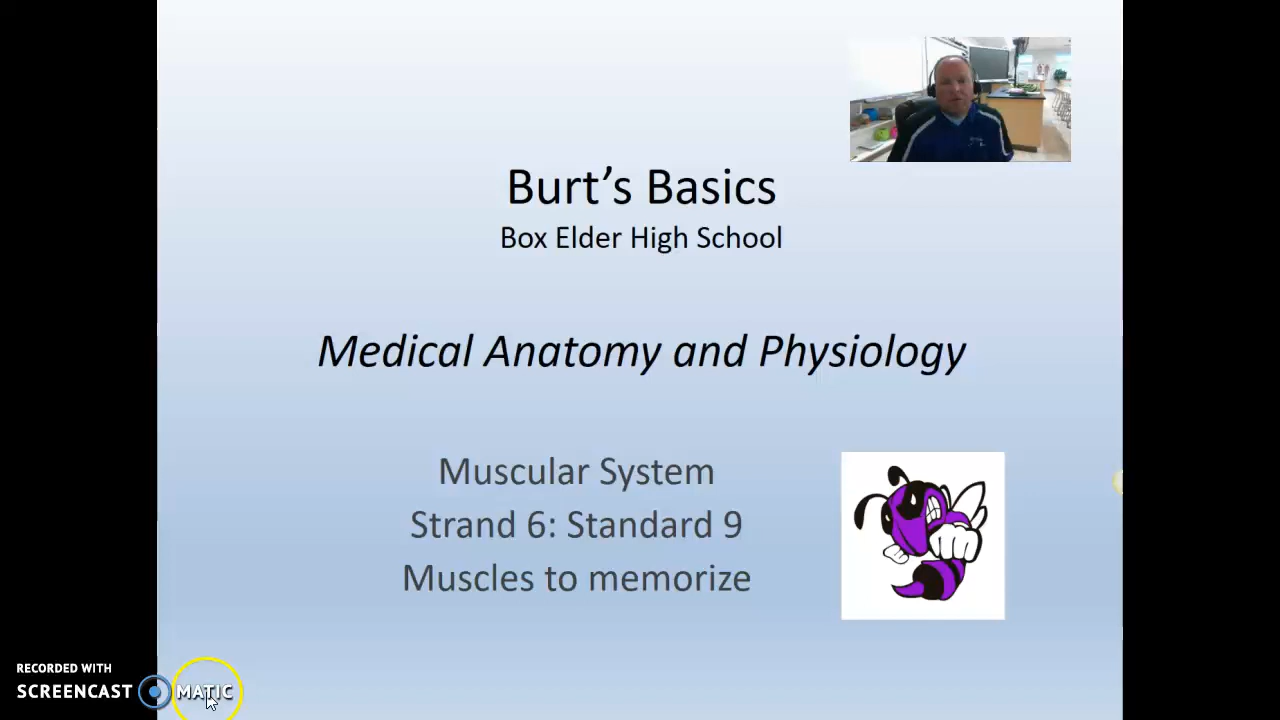 Burt’s Basics
Box Elder High School
Medical Anatomy and Physiology
Muscular System
Strand 6: Standard 9
Muscles to memorize
RECORDED WITH
SCREENCAST MATIC